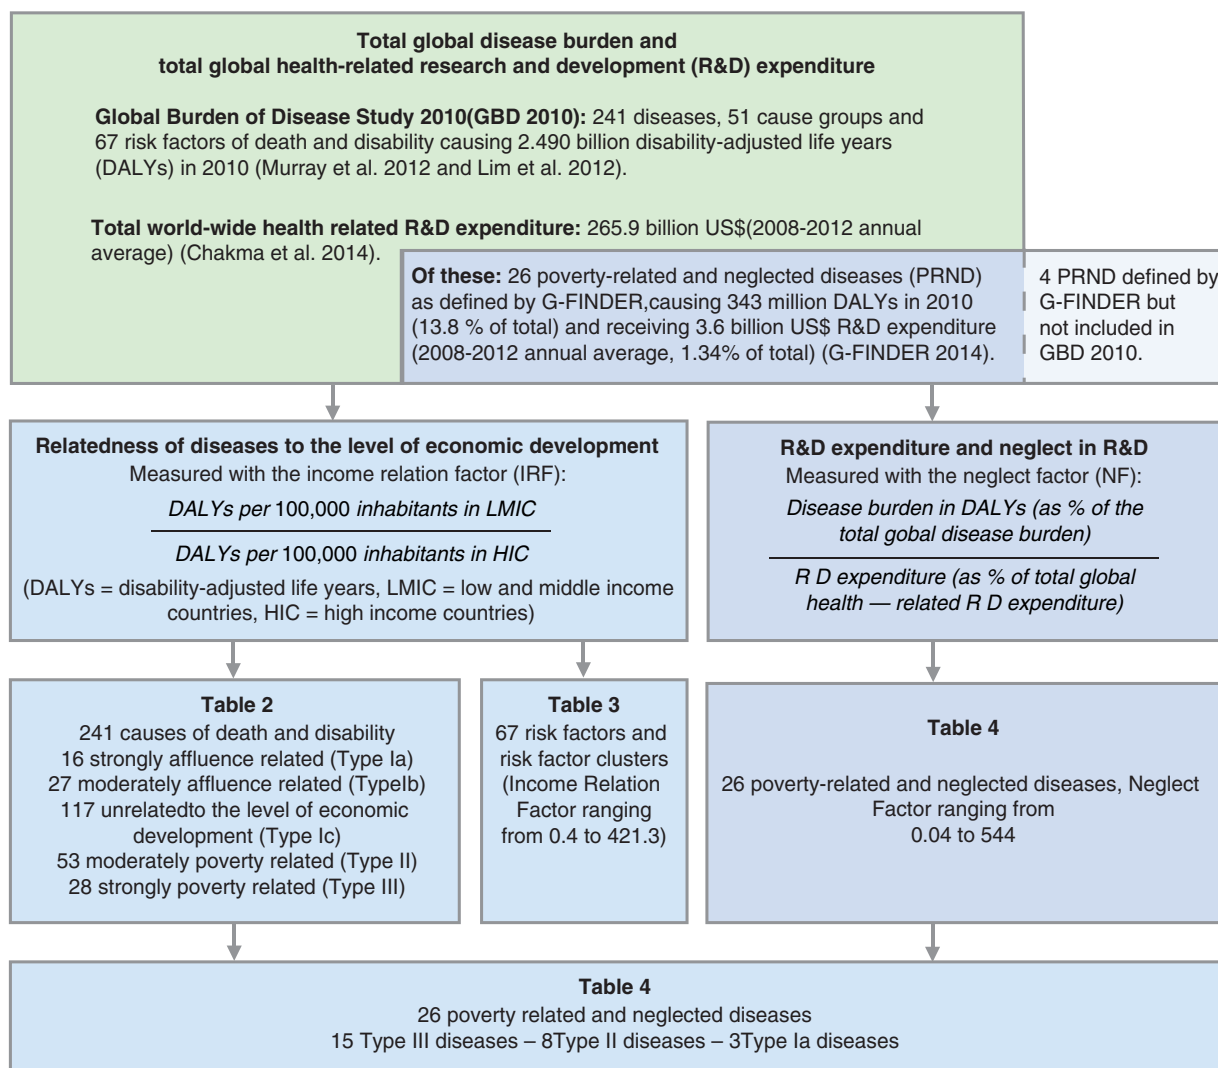 Total global disease burden and
total global health-related research and development (R&D) expenditure
Global Burden of Disease Study 2010(GBD 2010): 241 diseases, 51 cause groups and
67 risk factors of death and disability causing 2.490 billion disability-adjusted life years
(DALYs) in 2010 (Murray et al. 2012 and Lim et al. 2012).
Total world-wide health related R&D expenditure: 265.9 billion US$(2008-2012 annual
average) (Chakma et al. 2014).
Of these: 26 poverty-related and neglected diseases (PRND)
as defined by G-FINDER,causing 343 million DALYs in 2010
(13.8 % of total) and receiving 3.6 billion US$ R&D expenditure
(2008-2012 annual average, 1.34% of total) (G-FINDER 2014).
4 PRND defined by
G-FINDER but
not included in
GBD 2010.
Relatedness of diseases to the level of economic development
Measured with the income relation factor (IRF):
DALYs per 100,000 inhabitants in LMIC
DALYs per 100,000 inhabitants in HIC
(DALYs = disability-adjusted life years, LMIC = low and middle income
countries, HIC = high income countries)
R&D expenditure and neglect in R&D
Measured with the neglect factor (NF):
Disease burden in DALYs (as % of the
total gobal disease burden)
R D expenditure (as % of total global
health — related R D expenditure)
Table 2
241 causes of death and disability
16 strongly affluence related (Type Ia)
27 moderately affluence related (TypeIb)
117 unrelatedto the level of economic
development (Type Ic)
53 moderately poverty related (Type II)
28 strongly poverty related (Type III)
Table 3
67 risk factors and
risk factor clusters
(Income Relation
Factor ranging
from 0.4 to 421.3)
Table 4
26 poverty-related and neglected diseases, Neglect
Factor ranging from
0.04 to 544
Table 4
26 poverty related and neglected diseases
15 Type III diseases – 8Type II diseases – 3Type Ia diseases